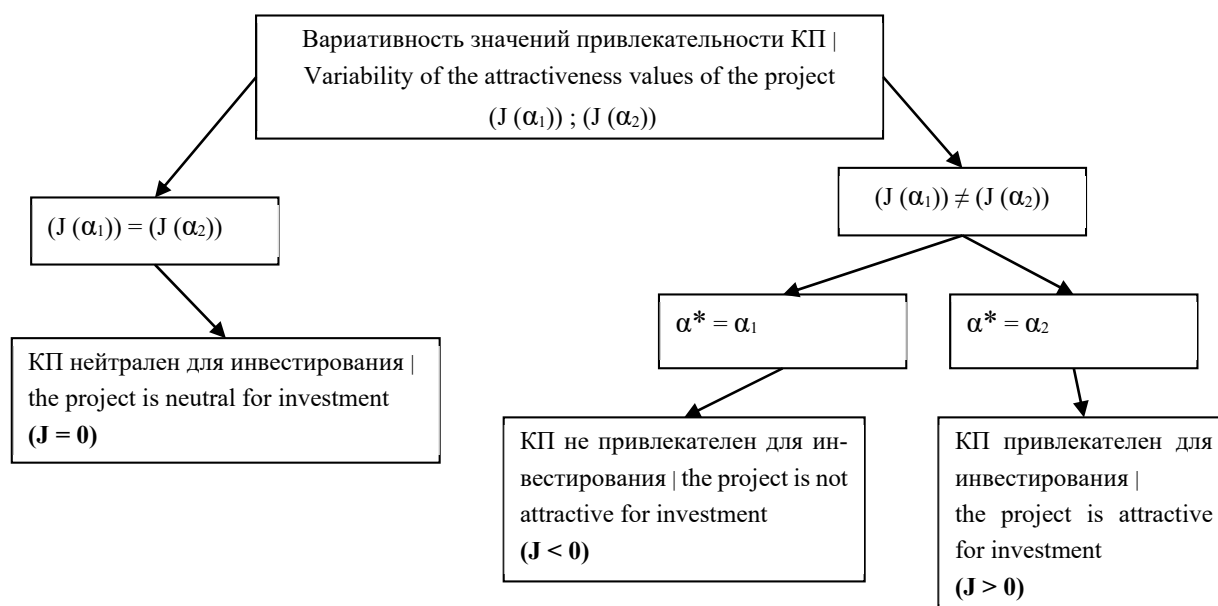 Вариативность значений привлекательности КП |
Variability of the attractiveness values of the project
(J (α₁)) ; (J (α₂))
(J (α₁)) = (J (α₂))
(J (α₁)) ≠ (J (α₂))
α* = α₁
α* = α₂
КП нейтрален для инвестирования |
the project is neutral for investment
(J = 0)
КП не привлекателен для ин-
вестирования | the project is not
attractive for investment
(J < 0)
КП привлекателен для
инвестирования |
the project is attractive
for investment
(J > 0)